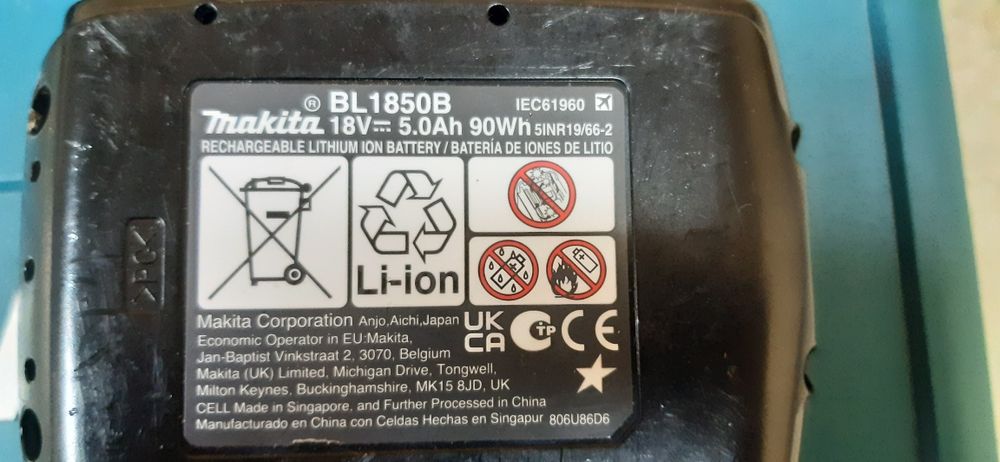 ® BL1850B IEC61960
makita 18V 5.0Ah 90Wh 5INR19/66-2
RECHARGEABLE LITHIUM ION BATTERY / BATERÍA DE IONES DE LITIO
Li-ion
>PC<
Makita Corporation Anjo,Aichi,Japan
Economic Operator in EU:Makita,
Jan-Baptist Vinkstraat 2, 3070, Belgium
Makita (UK) Limited, Michigan Drive, Tongwell,
Milton Keynes, Buckinghamshire, MK15 8JD, UK
UK
CA
TP
CE
CELL Made in Singapore, and Further Processed in China
Manufacturado en China con Celdas Hechas en Singapur 806U86D6